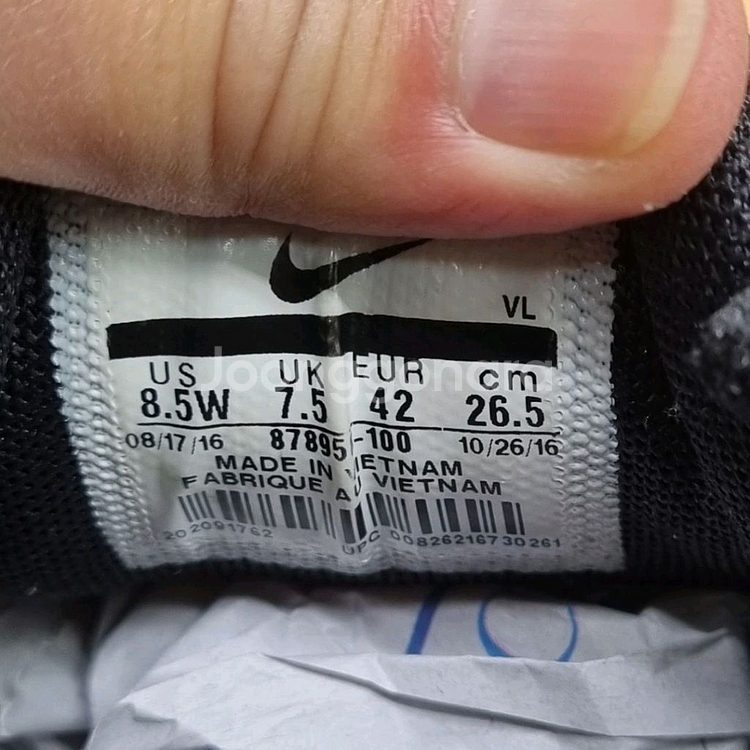 VL
US UK EUR cm
8.5W 7.5 42 26.5
08/17/16 87895 -100 10/26/16
MADE IN VIETNAM
FABRIQUE AU VIETNAM
202091762 UPC 00826216730261
Joonggonara